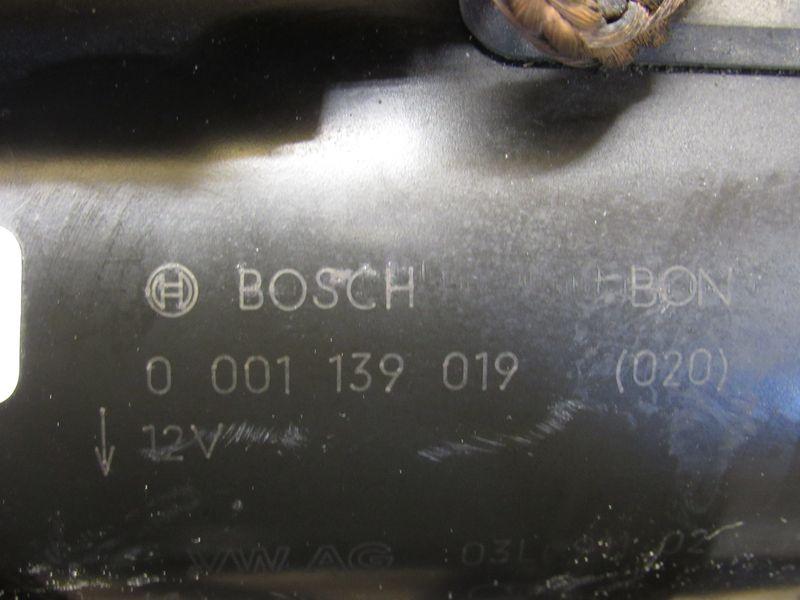 BOSCH BON
0 001 139 019 (020)
12V
VW AG